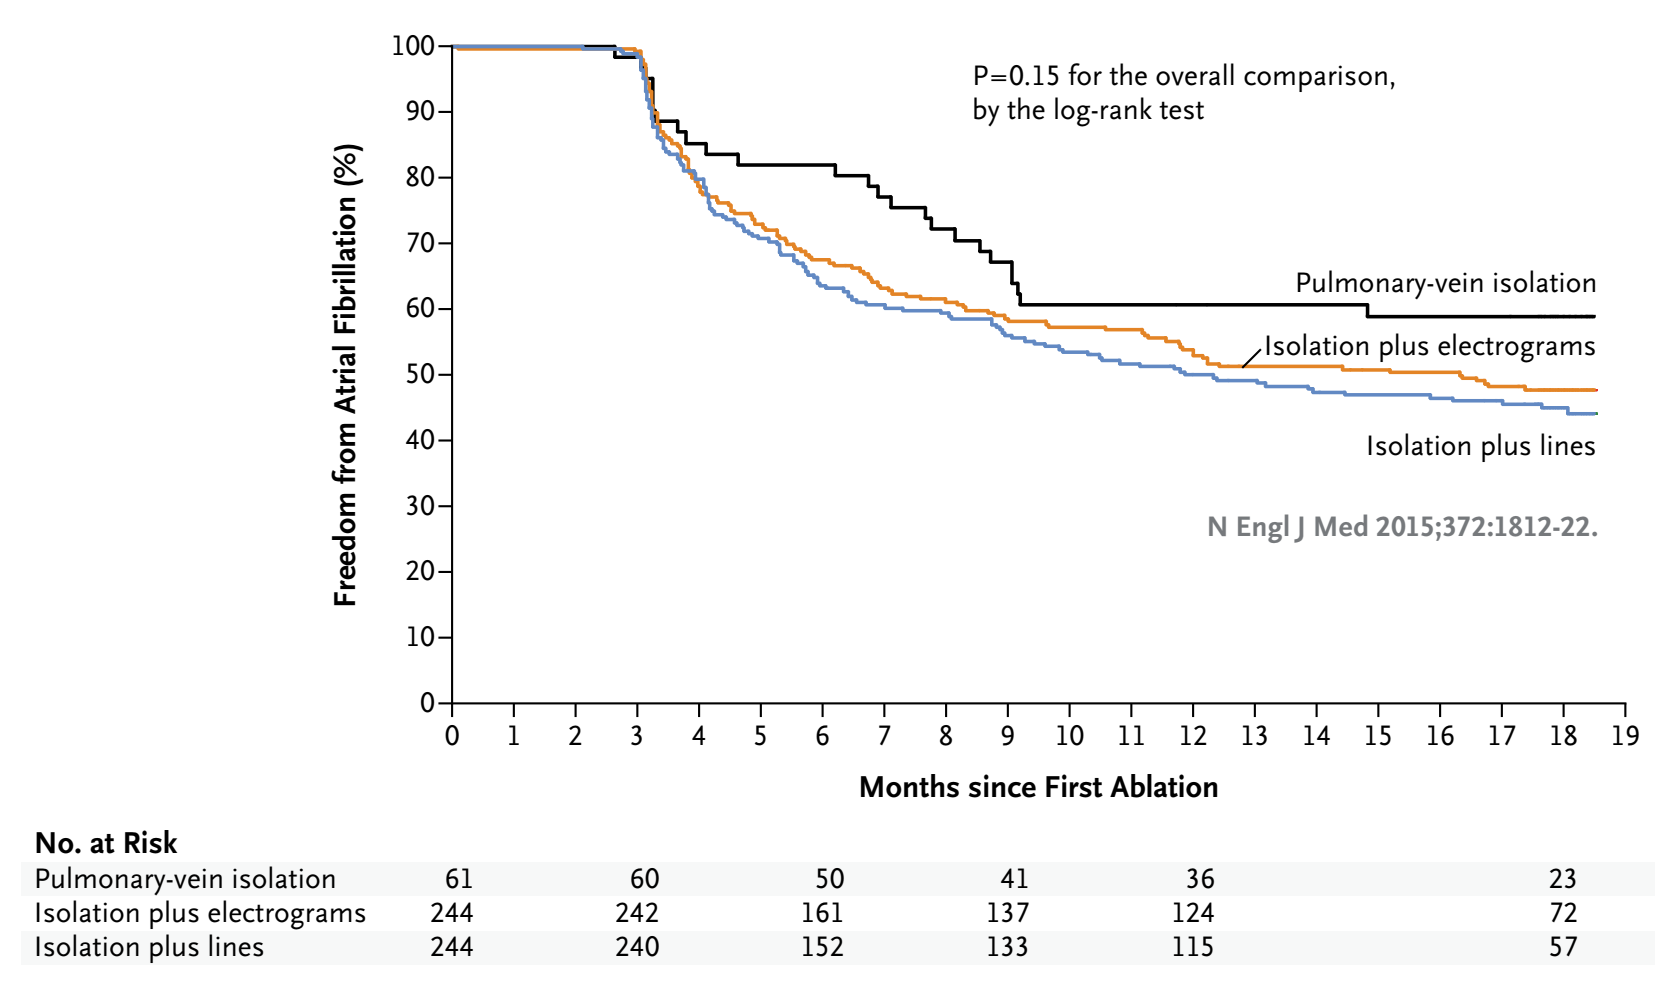 100
90
80
70
60
50
40
30
20
10
0
Freedom from Atrial Fibrillation (%)
P=0.15 for the overall comparison,
by the log-rank test
Pulmonary-vein isolation
Isolation plus electrograms
Isolation plus lines
N Engl J Med 2015;372:1812-22.
0 1 2 3 4 5 6 7 8 9 10 11 12 13 14 15 16 17 18 19
Months since First Ablation
No. at Risk
Pulmonary-vein isolation 61 60 50 41 36 23
Isolation plus electrograms 244 242 161 137 124 72
Isolation plus lines 244 240 152 133 115 57